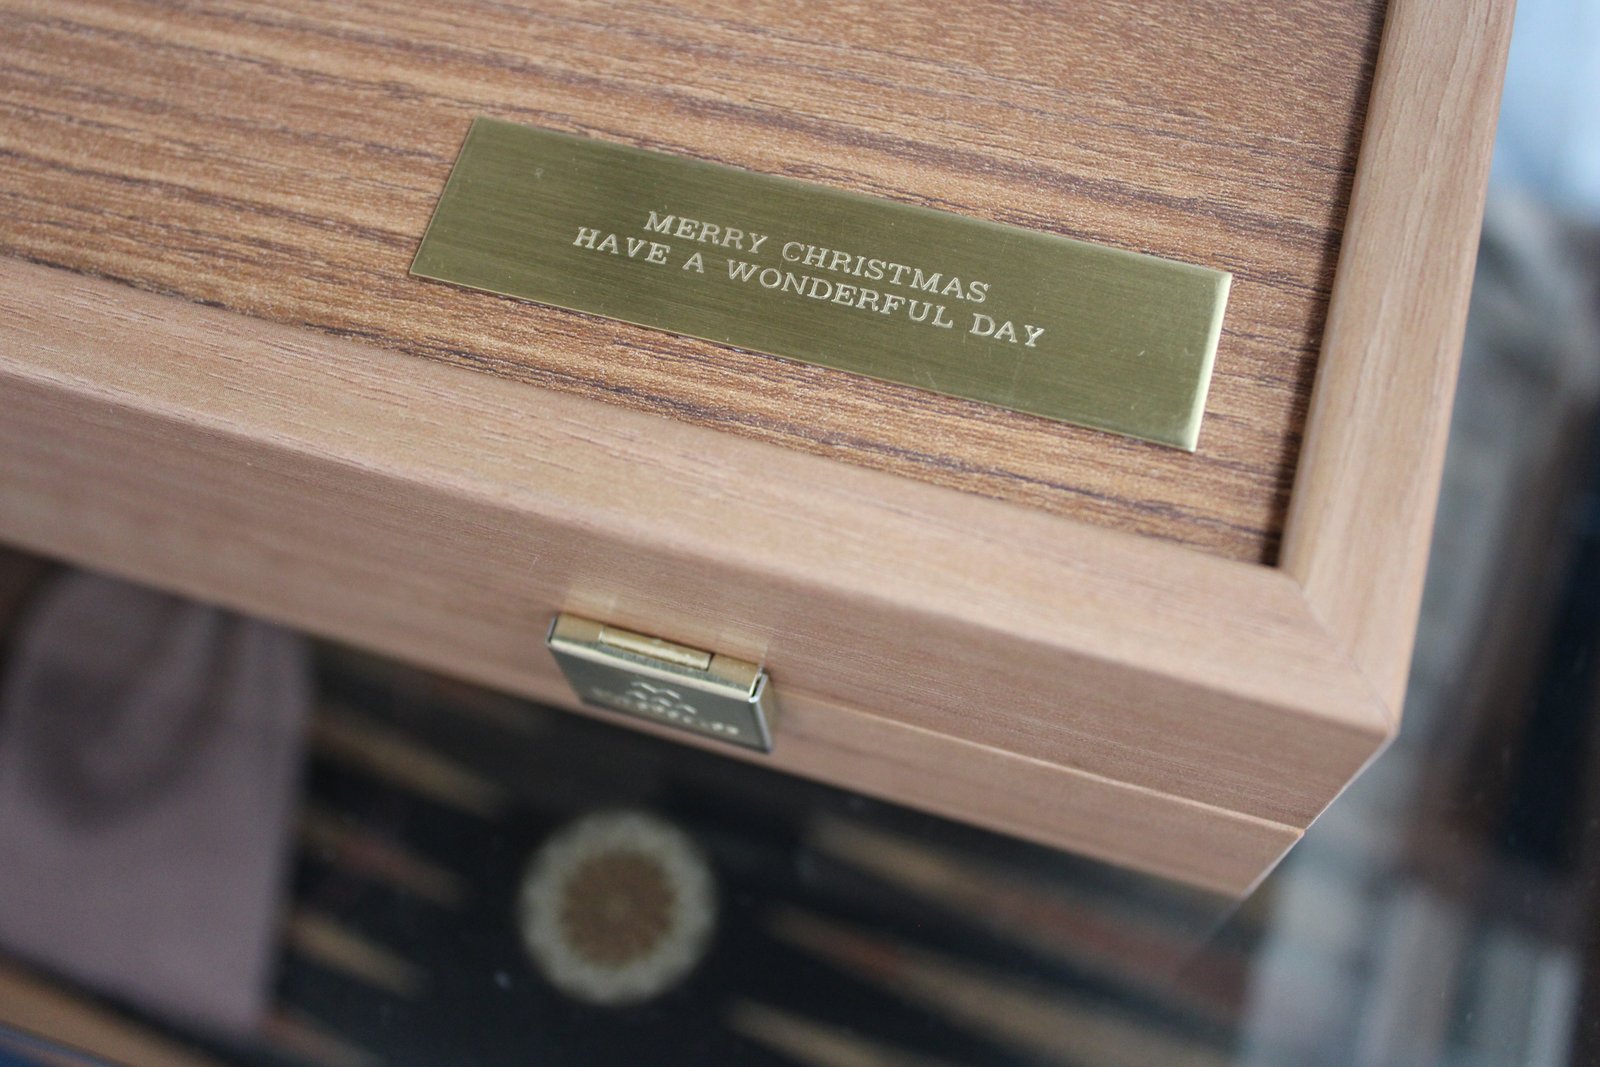 MERRY CHRISTMAS
HAVE A WONDERFUL DAY